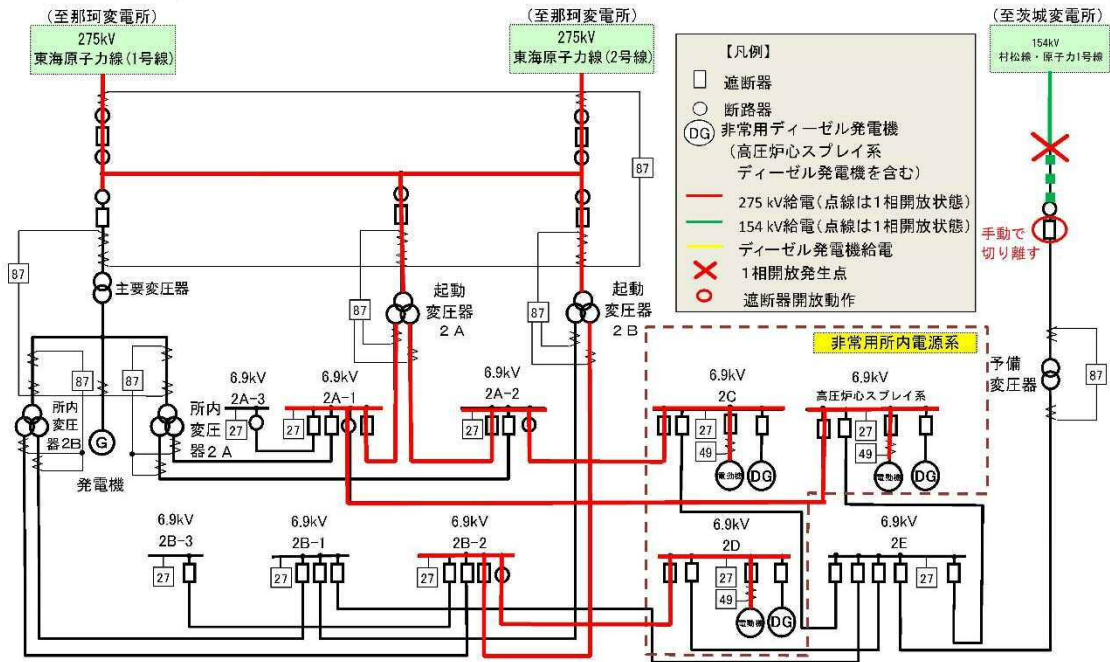 (至那珂変電所)
275kV
東海原子力線(1号線)
(至那珂変電所)
275kV
東海原子力線(2号線)
(至茨城変電所)
154kV
村松線・原子力1号線
【凡例】
遮断器
断路器
DG
非常用ディーゼル発電機
(高圧炉心スプレイ系
ディーゼル発電機を含む)
275 kV給電(点線は1相開放状態)
154 kV給電(点線は1相開放状態)
ディーゼル発電機給電
1相開放発生点
遮断器開放動作
手動で
切り離す
87
87
87
87
87
主要変圧器
起動
変圧器
2A
起動
変圧器
2B
非常用所内電源系
予備
変圧器
87
87
所内
変圧
器2B
G
発電機
所内
変圧
器2A
6.9kV
2A-3
27
6.9kV
2A-1
27
6.9kV
2A-2
27
6.9kV
2C
27
49
電動機
DG
6.9kV
高圧炉心スプレイ系
27
49
電動機
DG
6.9kV
2B-3
27
6.9kV
2B-1
27
6.9kV
2B-2
27
6.9kV
2D
27
49
電動機
DG
6.9kV
2E
27